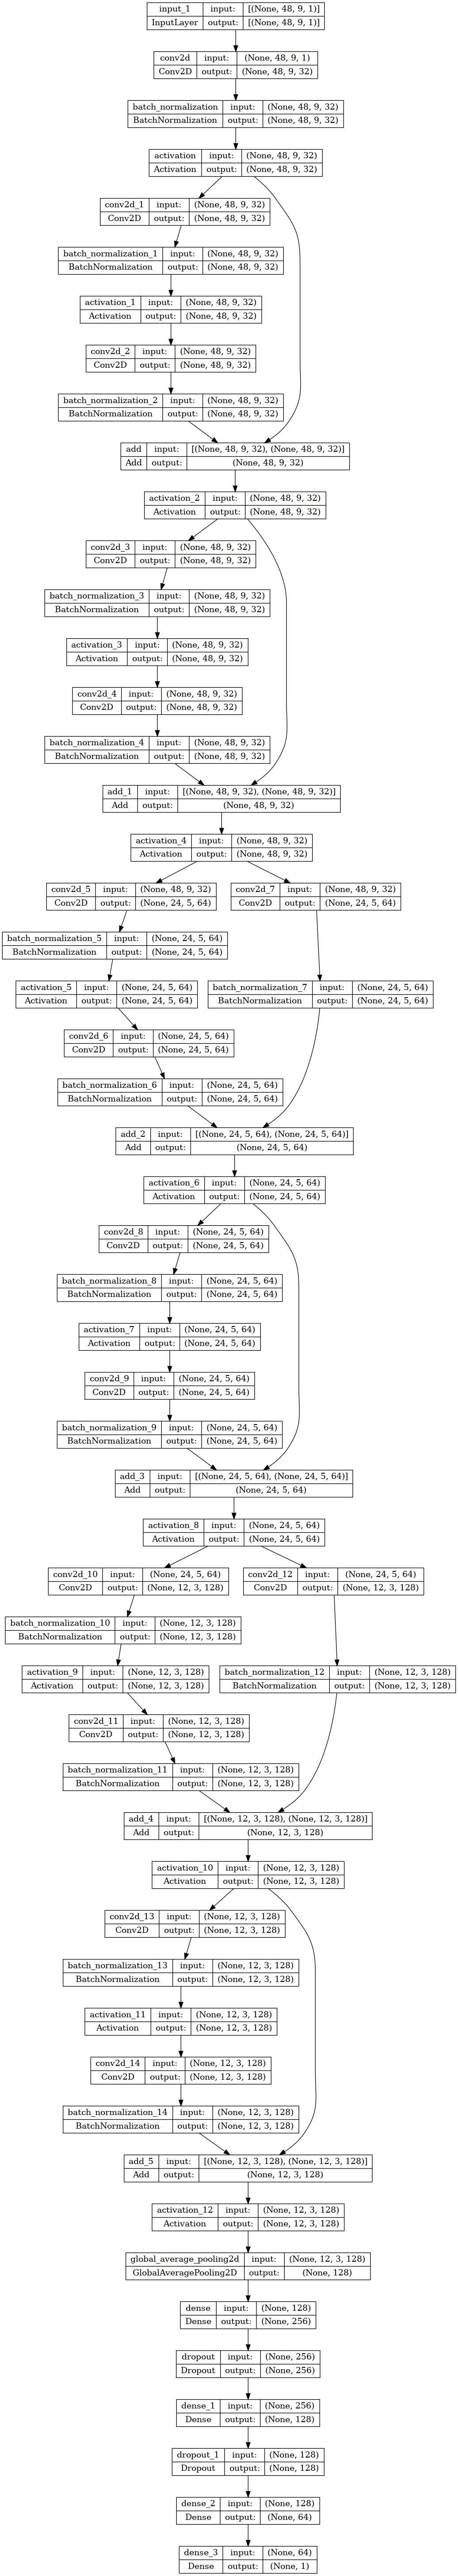 input_1 input: [(None, 48, 9, 1)]
InputLayer output: [(None, 48, 9, 1)]
conv2d input: (None, 48, 9, 1)
Conv2D output: (None, 48, 9, 32)
batch_normalization input: (None, 48, 9, 32)
BatchNormalization output: (None, 48, 9, 32)
activation input: (None, 48, 9, 32)
Activation output: (None, 48, 9, 32)
conv2d_1 input: (None, 48, 9, 32)
Conv2D output: (None, 48, 9, 32)
batch_normalization_1 input: (None, 48, 9, 32)
BatchNormalization output: (None, 48, 9, 32)
activation_1 input: (None, 48, 9, 32)
Activation output: (None, 48, 9, 32)
conv2d_2 input: (None, 48, 9, 32)
Conv2D output: (None, 48, 9, 32)
batch_normalization_2 input: (None, 48, 9, 32)
BatchNormalization output: (None, 48, 9, 32)
add input: [(None, 48, 9, 32), (None, 48, 9, 32)]
Add output: (None, 48, 9, 32)
activation_2 input: (None, 48, 9, 32)
Activation output: (None, 48, 9, 32)
conv2d_3 input: (None, 48, 9, 32)
Conv2D output: (None, 48, 9, 32)
batch_normalization_3 input: (None, 48, 9, 32)
BatchNormalization output: (None, 48, 9, 32)
activation_3 input: (None, 48, 9, 32)
Activation output: (None, 48, 9, 32)
conv2d_4 input: (None, 48, 9, 32)
Conv2D output: (None, 48, 9, 32)
batch_normalization_4 input: (None, 48, 9, 32)
BatchNormalization output: (None, 48, 9, 32)
add_1 input: [(None, 48, 9, 32), (None, 48, 9, 32)]
Add output: (None, 48, 9, 32)
activation_4 input: (None, 48, 9, 32)
Activation output: (None, 48, 9, 32)
conv2d_5 input: (None, 48, 9, 32)
Conv2D output: (None, 24, 5, 64)
conv2d_7 input: (None, 48, 9, 32)
Conv2D output: (None, 24, 5, 64)
batch_normalization_5 input: (None, 24, 5, 64)
BatchNormalization output: (None, 24, 5, 64)
activation_5 input: (None, 24, 5, 64)
Activation output: (None, 24, 5, 64)
batch_normalization_7 input: (None, 24, 5, 64)
BatchNormalization output: (None, 24, 5, 64)
conv2d_6 input: (None, 24, 5, 64)
Conv2D output: (None, 24, 5, 64)
batch_normalization_6 input: (None, 24, 5, 64)
BatchNormalization output: (None, 24, 5, 64)
add_2 input: [(None, 24, 5, 64), (None, 24, 5, 64)]
Add output: (None, 24, 5, 64)
activation_6 input: (None, 24, 5, 64)
Activation output: (None, 24, 5, 64)
conv2d_8 input: (None, 24, 5, 64)
Conv2D output: (None, 24, 5, 64)
batch_normalization_8 input: (None, 24, 5, 64)
BatchNormalization output: (None, 24, 5, 64)
activation_7 input: (None, 24, 5, 64)
Activation output: (None, 24, 5, 64)
conv2d_9 input: (None, 24, 5, 64)
Conv2D output: (None, 24, 5, 64)
batch_normalization_9 input: (None, 24, 5, 64)
BatchNormalization output: (None, 24, 5, 64)
add_3 input: [(None, 24, 5, 64), (None, 24, 5, 64)]
Add output: (None, 24, 5, 64)
activation_8 input: (None, 24, 5, 64)
Activation output: (None, 24, 5, 64)
conv2d_10 input: (None, 24, 5, 64)
Conv2D output: (None, 12, 3, 128)
conv2d_12 input: (None, 24, 5, 64)
Conv2D output: (None, 12, 3, 128)
batch_normalization_10 input: (None, 12, 3, 128)
BatchNormalization output: (None, 12, 3, 128)
activation_9 input: (None, 12, 3, 128)
Activation output: (None, 12, 3, 128)
batch_normalization_12 input: (None, 12, 3, 128)
BatchNormalization output: (None, 12, 3, 128)
conv2d_11 input: (None, 12, 3, 128)
Conv2D output: (None, 12, 3, 128)
batch_normalization_11 input: (None, 12, 3, 128)
BatchNormalization output: (None, 12, 3, 128)
add_4 input: [(None, 12, 3, 128), (None, 12, 3, 128)]
Add output: (None, 12, 3, 128)
activation_10 input: (None, 12, 3, 128)
Activation output: (None, 12, 3, 128)
conv2d_13 input: (None, 12, 3, 128)
Conv2D output: (None, 12, 3, 128)
batch_normalization_13 input: (None, 12, 3, 128)
BatchNormalization output: (None, 12, 3, 128)
activation_11 input: (None, 12, 3, 128)
Activation output: (None, 12, 3, 128)
conv2d_14 input: (None, 12, 3, 128)
Conv2D output: (None, 12, 3, 128)
batch_normalization_14 input: (None, 12, 3, 128)
BatchNormalization output: (None, 12, 3, 128)
add_5 input: [(None, 12, 3, 128), (None, 12, 3, 128)]
Add output: (None, 12, 3, 128)
activation_12 input: (None, 12, 3, 128)
Activation output: (None, 12, 3, 128)
global_average_pooling2d input: (None, 12, 3, 128)
GlobalAveragePooling2D output: (None, 128)
dense input: (None, 128)
Dense output: (None, 256)
dropout input: (None, 256)
Dropout output: (None, 256)
dense_1 input: (None, 256)
Dense output: (None, 128)
dropout_1 input: (None, 128)
Dropout output: (None, 128)
dense_2 input: (None, 128)
Dense output: (None, 64)
dense_3 input: (None, 64)
Dense output: (None, 1)